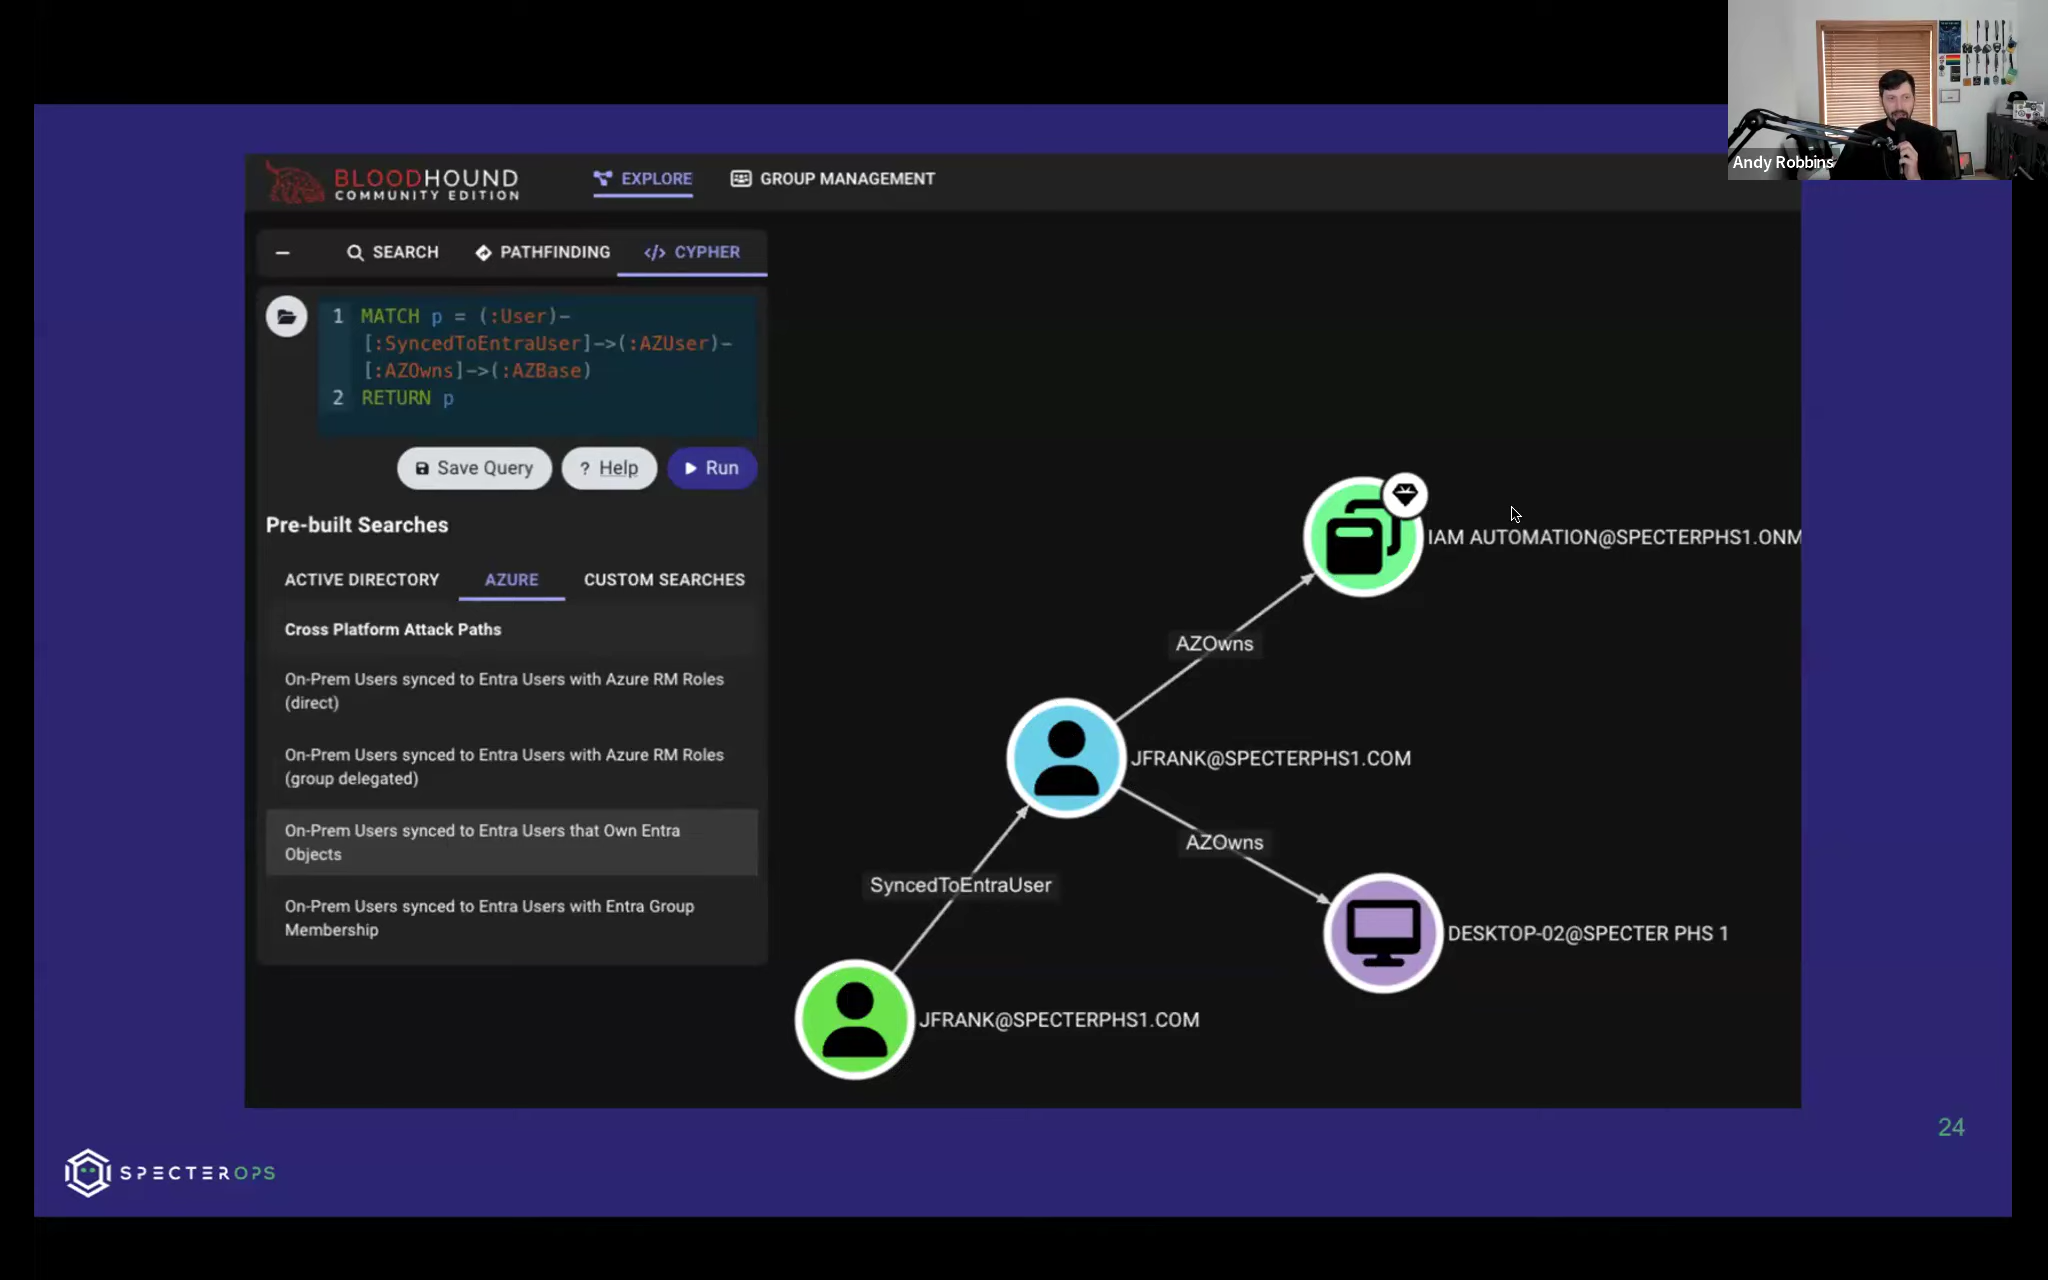 Andy Robbins
BLOODHOUND
COMMUNITY EDITION
EXPLORE
GROUP MANAGEMENT
SEARCH
PATHFINDING
</> CYPHER
1 MATCH p = (:User)-
[:SyncedToEntraUser]->(:AZUser)-
[:AZOwns]->(:AZBase)
2 RETURN p
Save Query
? Help
Run
Pre-built Searches
ACTIVE DIRECTORY
AZURE
CUSTOM SEARCHES
Cross Platform Attack Paths
On-Prem Users synced to Entra Users with Azure RM Roles
(direct)
On-Prem Users synced to Entra Users with Azure RM Roles
(group delegated)
On-Prem Users synced to Entra Users that Own Entra
Objects
On-Prem Users synced to Entra Users with Entra Group
Membership
IAM AUTOMATION@SPECTERPHS1.ONM
AZOwns
JFRANK@SPECTERPHS1.COM
AZOwns
SyncedToEntraUser
DESKTOP-02@SPECTER PHS 1
JFRANK@SPECTERPHS1.COM
24
SPECTEROPS